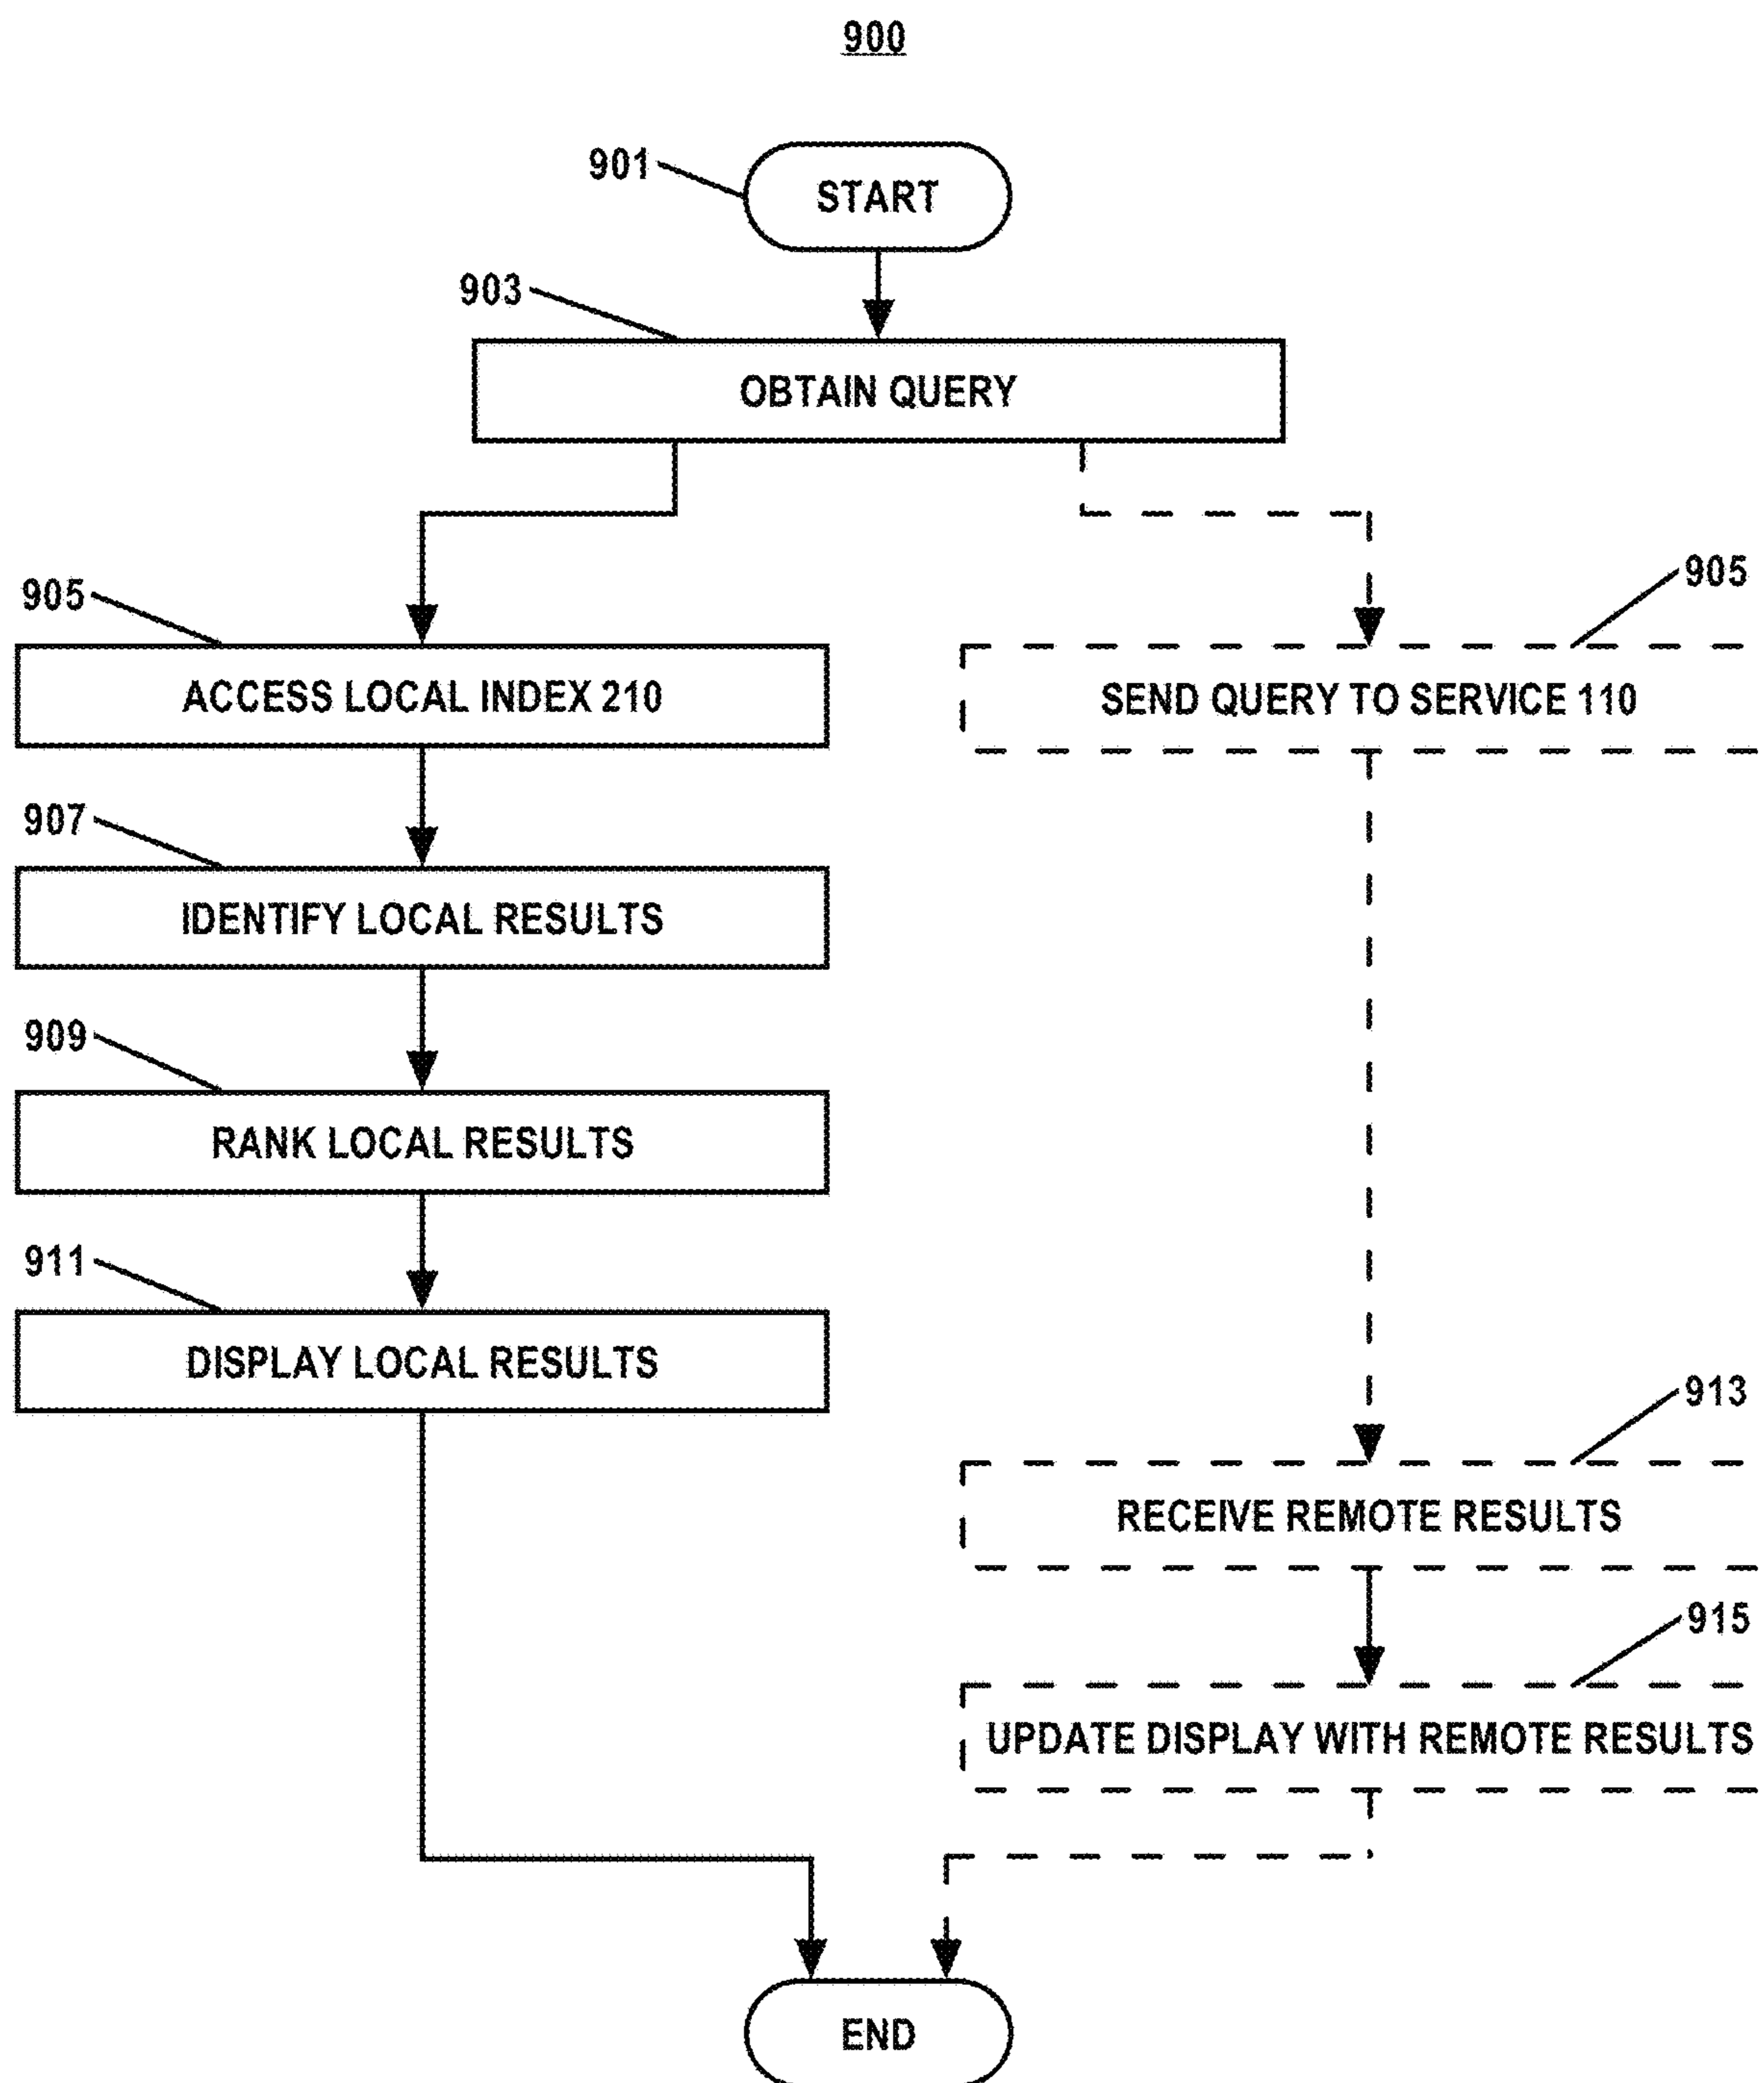 900
901
START
903
OBTAIN QUERY
905
905
ACCESS LOCAL INDEX 210
SEND QUERY TO SERVICE 110
907
IDENTIFY LOCAL RESULTS
909
RANK LOCAL RESULTS
911
DISPLAY LOCAL RESULTS
913
RECEIVE REMOTE RESULTS
915
UPDATE DISPLAY WITH REMOTE RESULTS
END